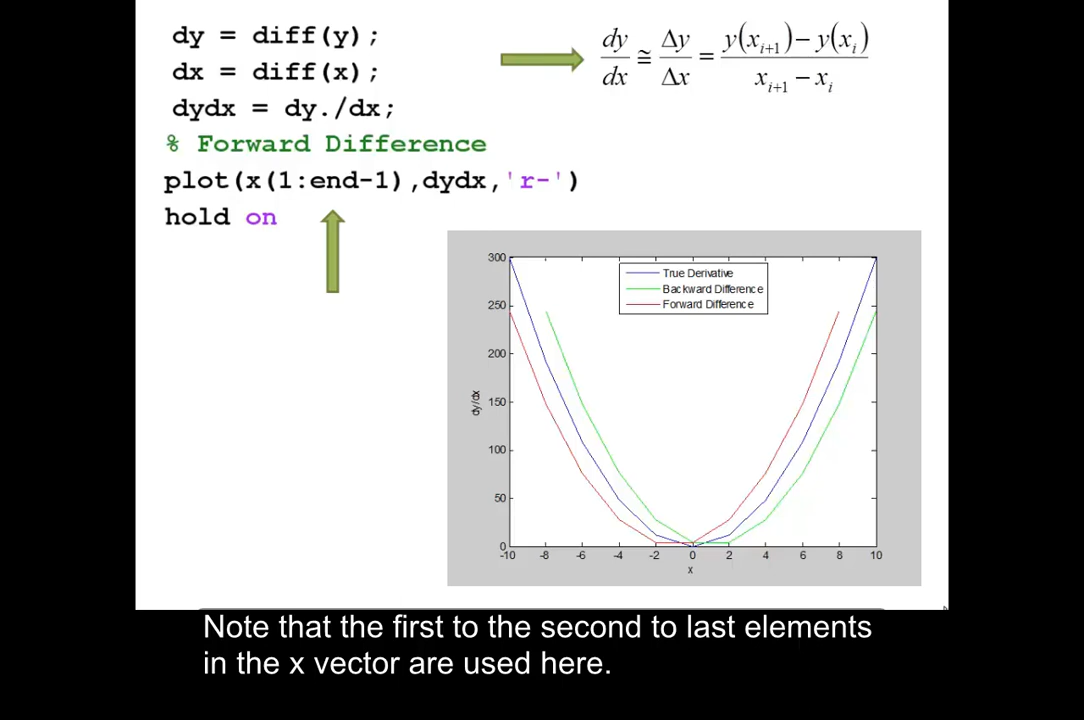 dy = diff(y);
dx = diff(x);
dydx = dy./dx;
% Forward Difference
plot(x(1:end-1),dydx,'r-')
hold on
dy/dx ≅ Δy/Δx = y(xᵢ₊₁) − y(xᵢ) / xᵢ₊₁ − xᵢ
True Derivative
Backward Difference
Forward Difference
300
250
200
150
100
50
0
dy/dx
-10 -8 -6 -4 -2 0 2 4 6 8 10
x
Note that the first to the second to last elements
in the x vector are used here.